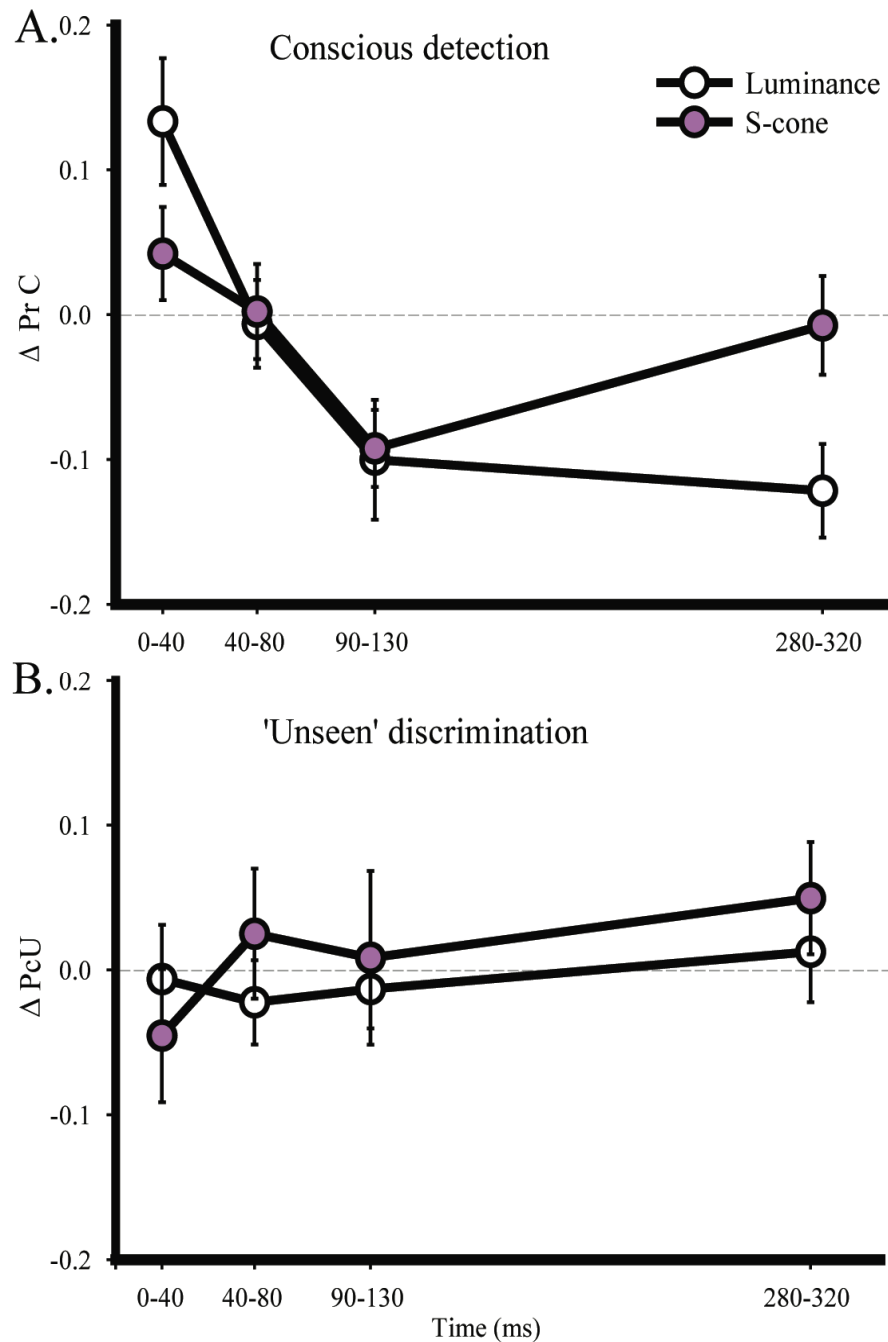 A.
Conscious detection
Luminance
S-cone
0.2
0.1
0.0
-0.1
-0.2
Δ Pr C
0-40 40-80 90-130 280-320
B.
'Unseen' discrimination
0.2
0.1
0.0
-0.1
-0.2
Δ PcU
0-40 40-80 90-130 280-320
Time (ms)